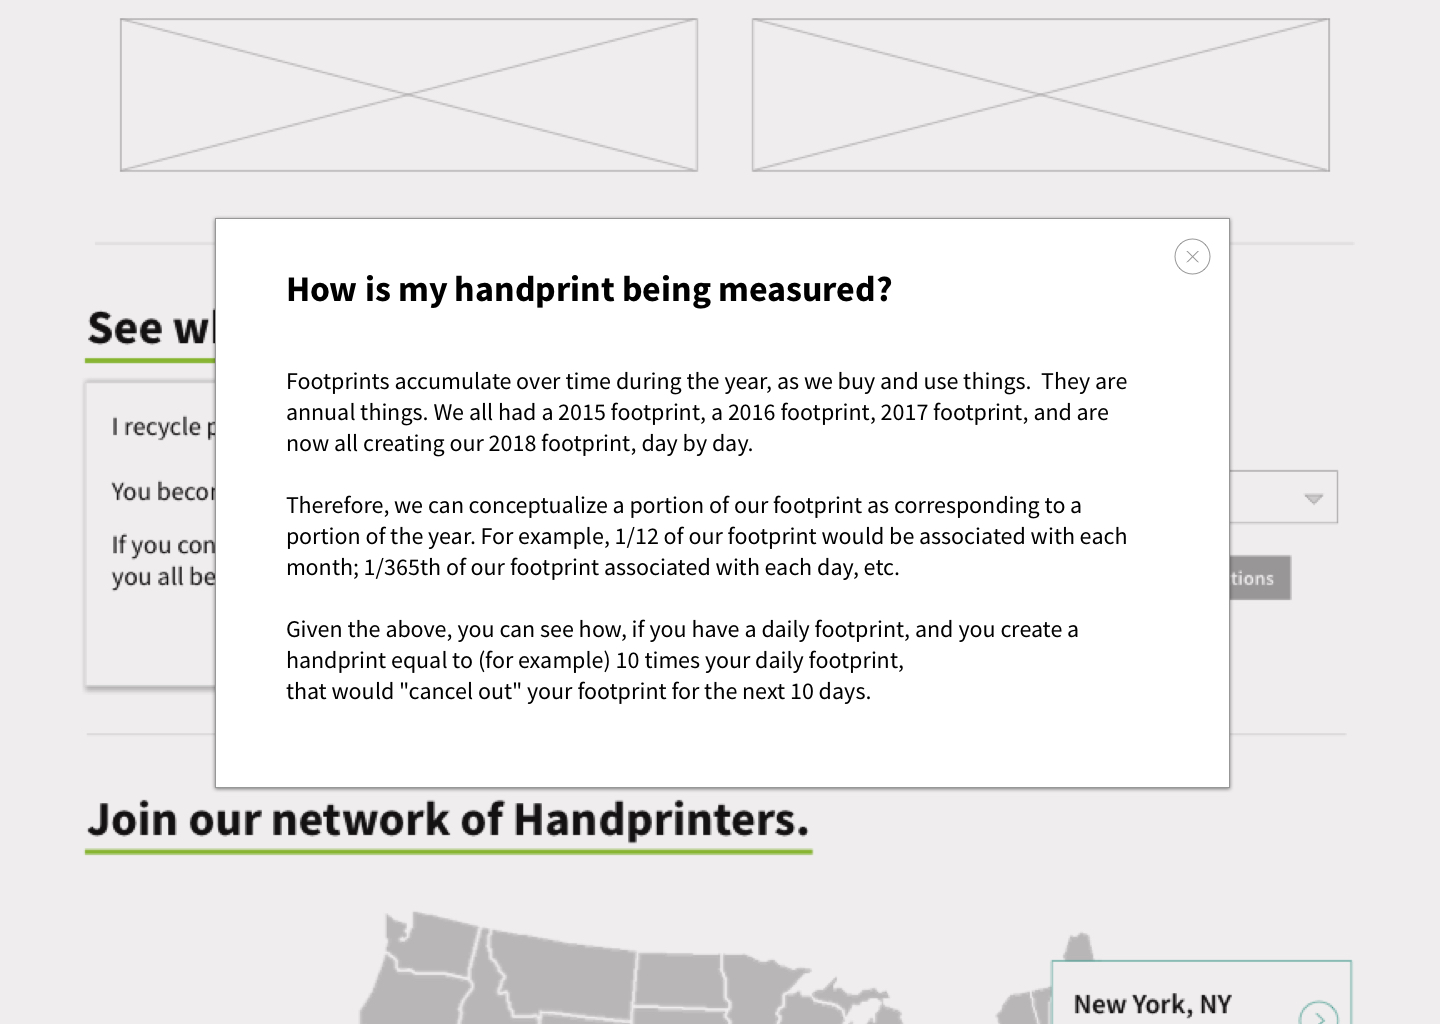 How is my handprint being measured?
See
Footprints accumulate over time during the year, as we buy and use things.  They are
annual things. We all had a 2015 footprint, a 2016 footprint, 2017 footprint, and are
now all creating our 2018 footprint, day by day.
I recycle
You
If you
you all
Therefore, we can conceptualize a portion of our footprint as corresponding to a
portion of the year. For example, 1/12 of our footprint would be associated with each
month; 1/365th of our footprint associated with each day, etc.
Given the above, you can see how, if you have a daily footprint, and you create a
handprint equal to (for example) 10 times your daily footprint,
that would "cancel out" your footprint for the next 10 days.
Join our network of Handprinters.
New York, NY